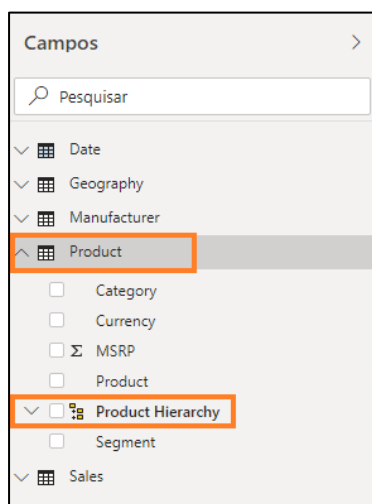 Campos
Pesquisar
Date
Geography
Manufacturer
Product
Category
Currency
Σ MSRP
Product
Product Hierarchy
Segment
Sales